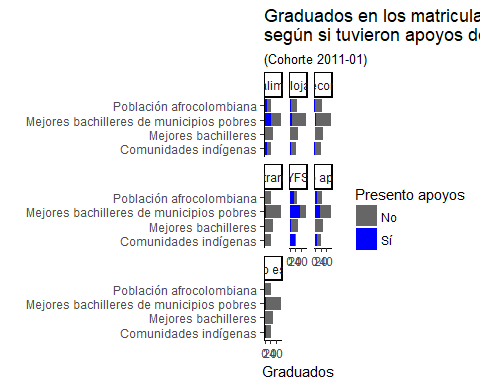 Graduados en los matricula
según si tuvieron apoyos de
(Cohorte 2011-01)
Población afrocolombiana
Mejores bachilleres de municipios pobres
Mejores bachilleres
Comunidades indígenas
Población afrocolombiana
Mejores bachilleres de municipios pobres
Mejores bachilleres
Comunidades indígenas
Presento apoyos
No
Sí
Población afrocolombiana
Mejores bachilleres de municipios pobres
Mejores bachilleres
Comunidades indígenas
Graduados